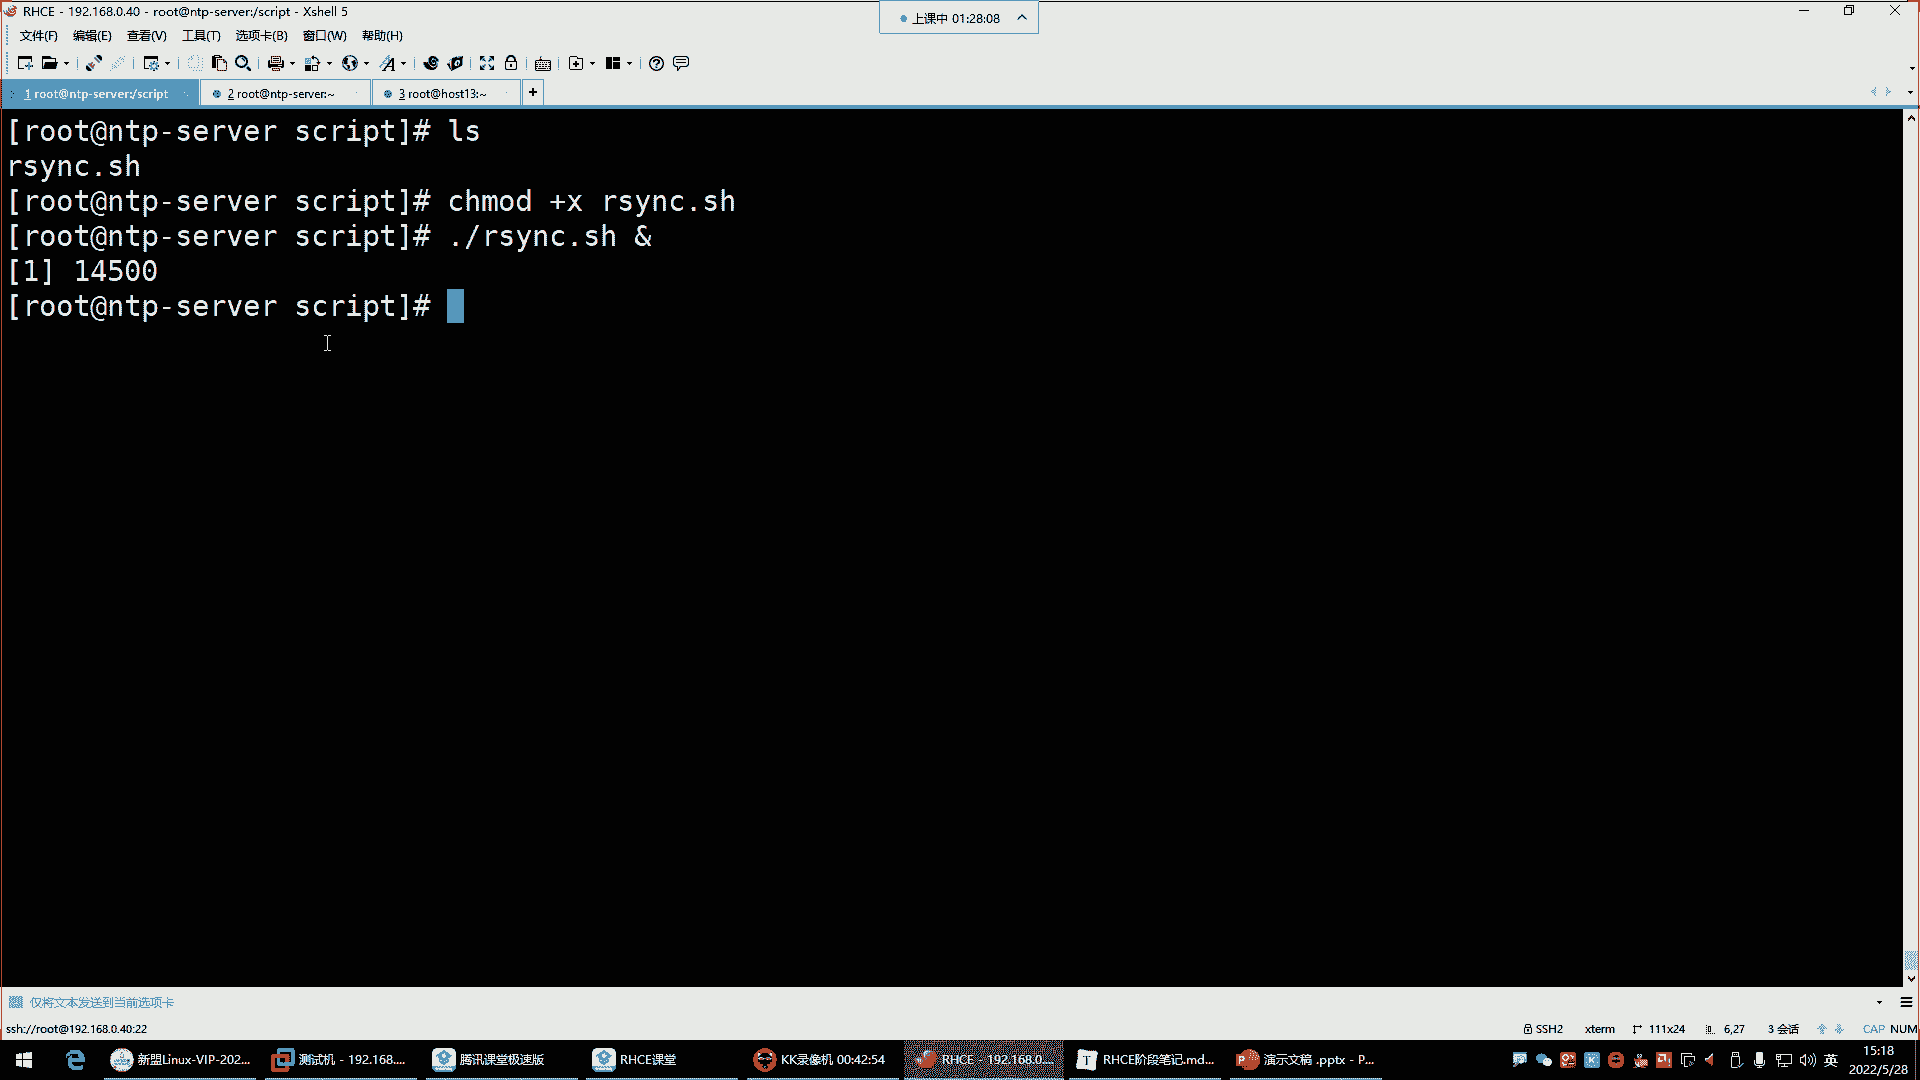 RHCE - 192.168.0.40 - root@ntp-server:/script - Xshell 5
上课中 01:28:08
文件(F) 编辑(E) 查看(V) 工具(T) 选项卡(B) 窗口(W) 帮助(H)
1 root@ntp-server:/script
2 root@ntp-server:~
3 root@host13:~
+
[root@ntp-server script]# ls
rsync.sh
[root@ntp-server script]# chmod +x rsync.sh
[root@ntp-server script]# ./rsync.sh &
[1] 14500
[root@ntp-server script]#
仅将文本发送到当前选项卡
ssh://root@192.168.0.40:22
SSH2 xterm 111x24 6,27 3 会话 CAP NUM
新盟Linux-VIP-202...
测试机 - 192.168....
腾讯课堂极速版
RHCE课堂
KK录像机 00:42:54
RHCE - 192.168.0....
RHCE阶段笔记.md...
演示文稿 .pptx - P...
英
15:18
2022/5/28